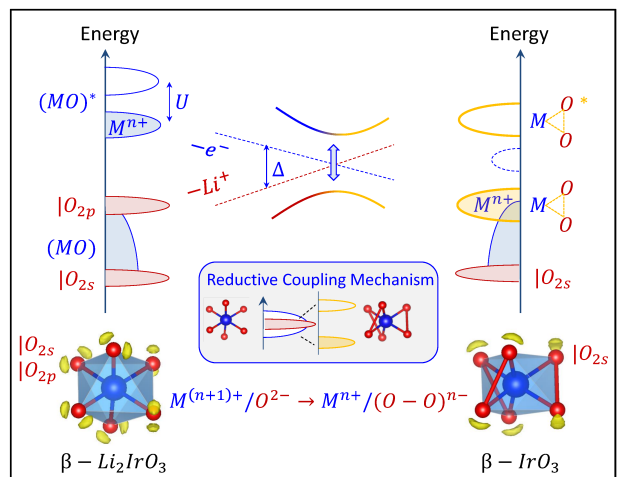 Energy
Energy
(MO)*
U
M^{n+}
−e^-
Δ
−Li^+
|O_{2p}
(MO)
|O_{2s}
O *
M
O
M^{n+}
O
M
O
|O_{2s}
Reductive Coupling Mechanism
|O_{2s}
|O_{2p}
|O_{2s}
M^{(n+1)+}/O^{2−} → M^{n+}/(O − O)^{n−}
β − Li_2IrO_3
β − IrO_3